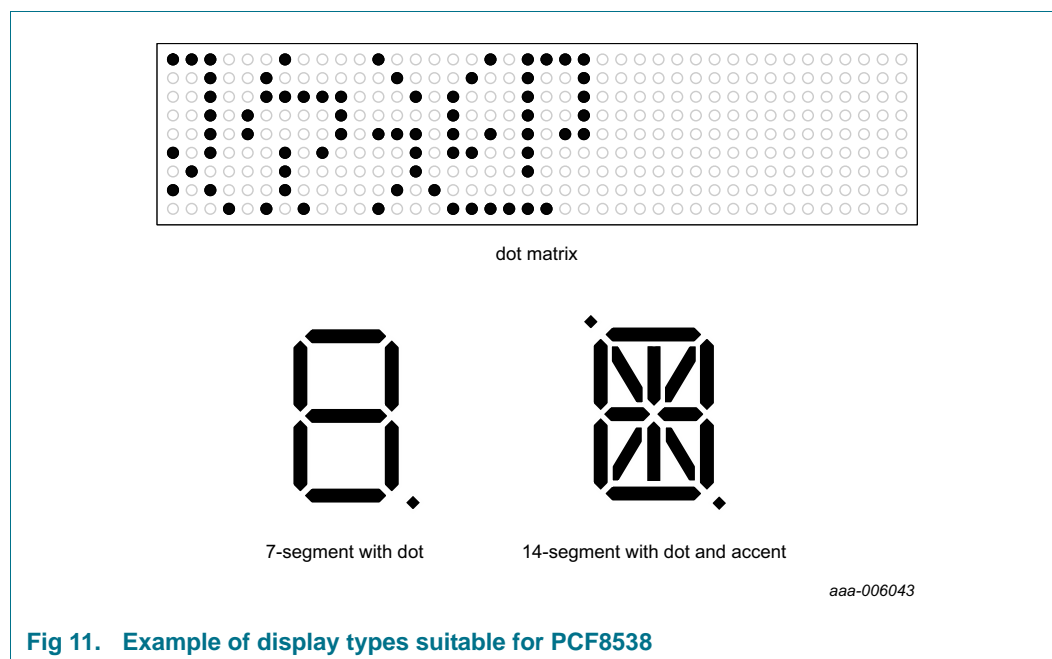 dot matrix
7-segment with dot
14-segment with dot and accent
aaa-006043
Fig 11. Example of display types suitable for PCF8538